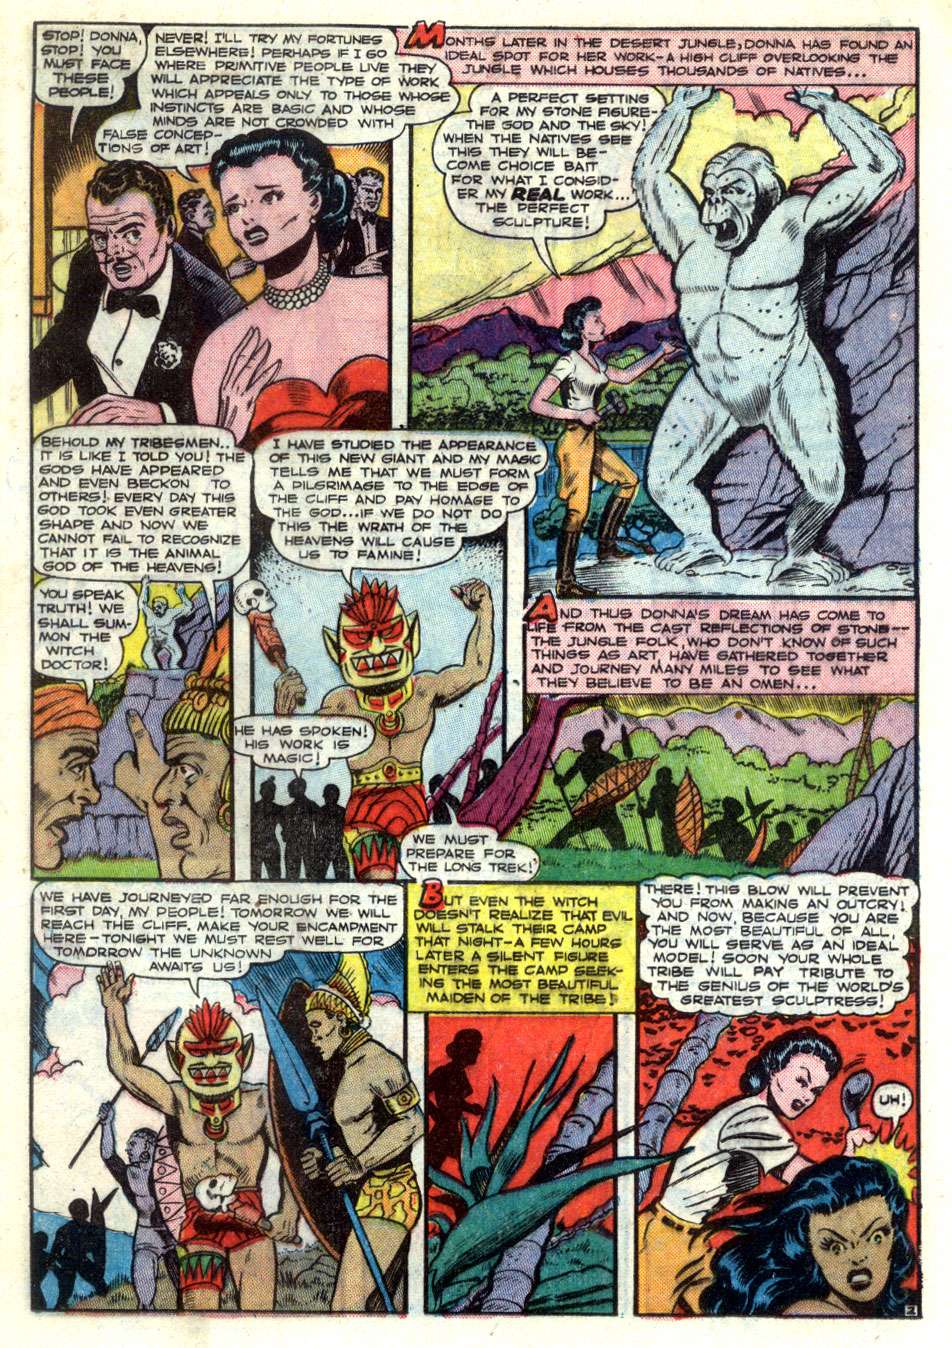 STOP! DONNA,
STOP! YOU
MUST FACE
THESE
PEOPLE!
NEVER! I'LL TRY MY FORTUNES
ELSEWHERE! PERHAPS IF I GO
WHERE PRIMITIVE PEOPLE LIVE THEY
WILL APPRECIATE THE TYPE OF WORK
WHICH APPEALS ONLY TO THOSE WHOSE
INSTINCTS ARE BASIC AND WHOSE
MINDS ARE NOT CROWDED WITH
FALSE CONCEP-
TIONS OF ART!
MONTHS LATER IN THE DESERT JUNGLE, DONNA HAS FOUND AN
IDEAL SPOT FOR HER WORK-A HIGH CLIFF OVERLOOKING THE
JUNGLE WHICH HOUSES THOUSANDS OF NATIVES...
A PERFECT SETTING
FOR MY STONE FIGURE-
THE GOD AND THE SKY!
WHEN THE NATIVES SEE
THIS THEY WILL BE-
COME CHOICE BAIT
FOR WHAT I CONSID-
ER MY REAL WORK...
THE PERFECT
SCULPTURE!
BEHOLD MY TRIBESMEN...
IT IS LIKE I TOLD YOU! THE
GODS HAVE APPEARED
AND EVEN BECKON TO
OTHERS! EVERY DAY THIS
GOD TOOK EVEN GREATER
SHAPE AND NOW WE
CANNOT FAIL TO RECOGNIZE
THAT IT IS THE ANIMAL
GOD OF THE HEAVENS!
YOU SPEAK
TRUTH! WE
SHALL SUM-
MON THE
WITCH
DOCTOR!
I HAVE STUDIED THE APPEARANCE
OF THIS NEW GIANT AND MY MAGIC
TELLS ME THAT WE MUST FORM
A PILGRIMAGE TO THE EDGE OF
THE CLIFF AND PAY HOMAGE TO
THE GOD...IF WE DO NOT DO
THIS THE WRATH OF THE
HEAVENS WILL CAUSE
US TO FAMINE!
HE HAS SPOKEN!
HIS WORK IS
MAGIC!
WE MUST
PREPARE FOR
THE LONG TREK!
AND THUS DONNA'S DREAM HAS COME TO
LIFE FROM THE CAST REFLECTIONS OF STONE--
THE JUNGLE FOLK, WHO DON'T KNOW OF SUCH
THINGS AS ART, HAVE GATHERED TOGETHER
AND JOURNEY MANY MILES TO SEE WHAT
THEY BELIEVE TO BE AN OMEN...
WE HAVE JOURNEYED FAR ENOUGH FOR THE
FIRST DAY, MY PEOPLE! TOMORROW WE WILL
REACH THE CLIFF. MAKE YOUR ENCAMPMENT
HERE-TONIGHT WE MUST REST WELL FOR
TOMORROW THE UNKNOWN
AWAITS US!
BUT EVEN THE WITCH
DOESN'T REALIZE THAT EVIL
WILL STALK THEIR CAMP
THAT NIGHT-A FEW HOURS
LATER A SILENT FIGURE
ENTERS THE CAMP SEEK-
ING THE MOST BEAUTIFUL
MAIDEN OF THE TRIBE!
THERE! THIS BLOW WILL PREVENT
YOU FROM MAKING AN OUTCRY!
AND NOW, BECAUSE YOU ARE
THE MOST BEAUTIFUL OF ALL,
YOU WILL SERVE AS AN IDEAL
MODEL! SOON YOUR WHOLE
TRIBE WILL PAY TRIBUTE TO
THE GENIUS OF THE WORLD'S
GREATEST SCULPTRESS!
UH!
2